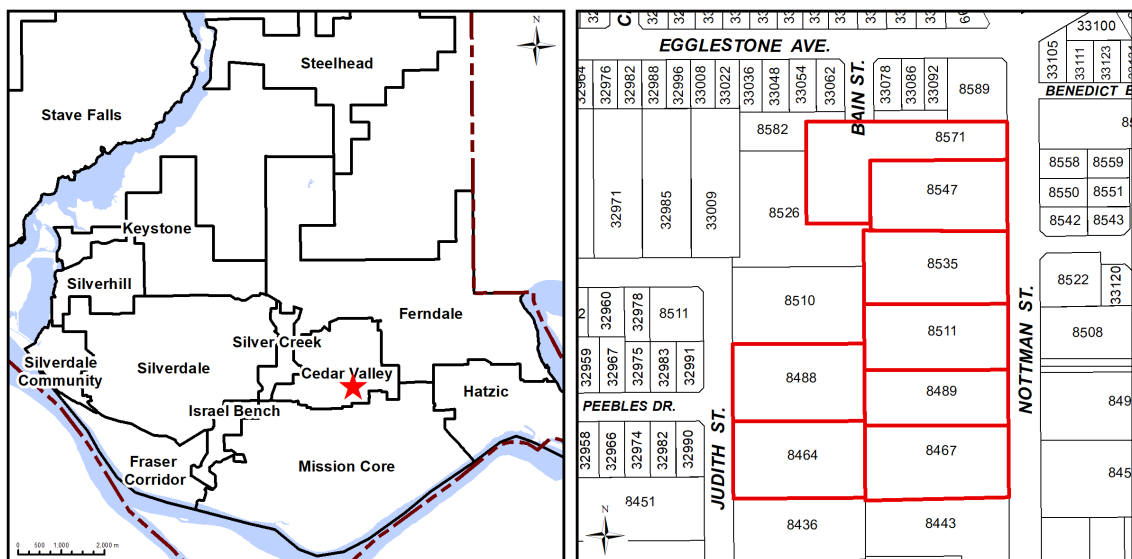 N
Steelhead
Stave Falls
Keystone
Silverhill
Ferndale
Silver Creek
Silverdale
Community
Silverdale
Cedar Valley
Hatzic
Israel Bench
Fraser
Corridor
Mission Core
0 500 1,000 2,000 m
33100
33105
33111
33123
EGGLESTONE AVE.
BAIN ST.
BENEDICT
32964
32976
32982
32988
32996
33008
33022
33036
33048
33054
33062
33078
33086
33092
8589
8582
8571
8558
8559
8547
8550
8551
32971
32985
33009
8526
8542
8543
8535
8522
33120
8510
32960
32978
8511
8511
8508
NOTTMAN ST.
32959
32967
32975
32983
32991
8488
8489
PEEBLES DR.
JUDITH ST.
32958
32966
32974
32982
32990
8464
8467
8451
N
8436
8443